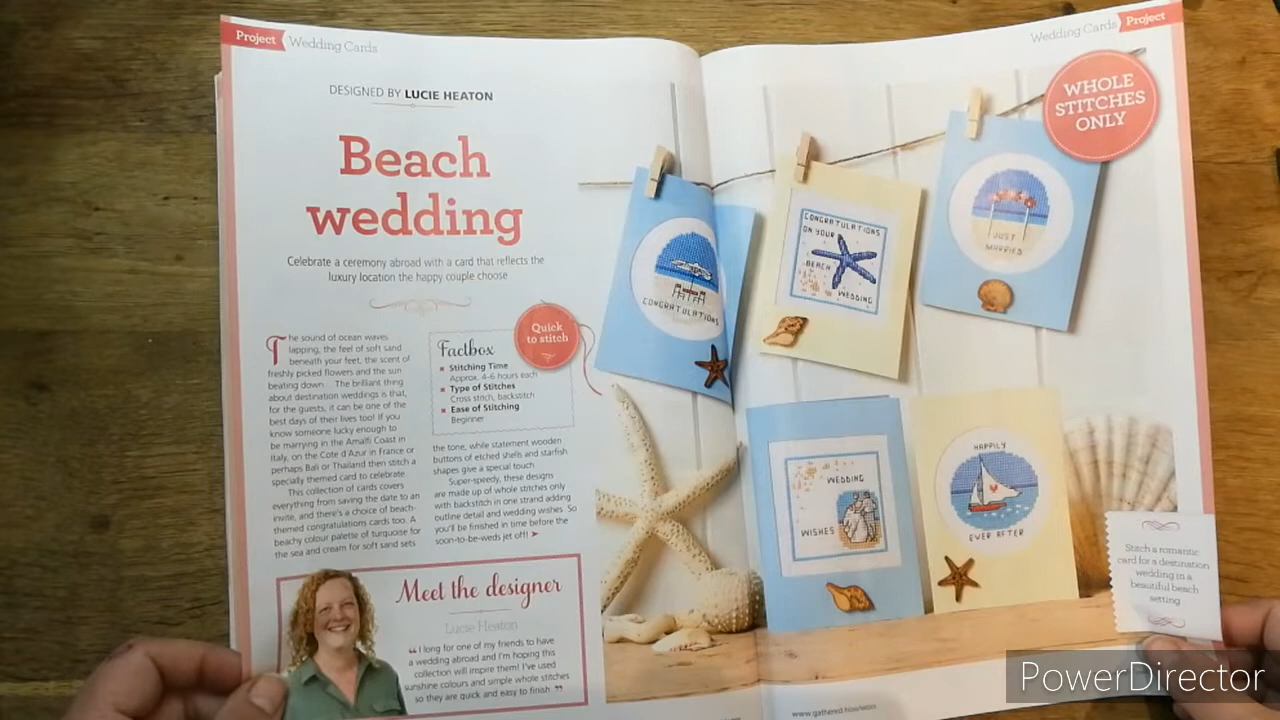 Project Wedding Cards
DESIGNED BY LUCIE HEATON
Beach
wedding
Celebrate a ceremony abroad with a card that reflects the
luxury location the happy couple choose
The sound of ocean waves
lapping, the feel of soft sand
beneath your feet, the scent of
freshly picked flowers and the sun
beating down... The brilliant thing
about destination weddings is that,
for the guests, it can be one of the
best days of their lives too! If you
know someone lucky enough to
be marrying in the Amalfi Coast in
Italy, on the Cote d'Azur in France or
perhaps Bali or Thailand then stitch a
specially themed card to celebrate.
This collection of cards covers
everything from saving the date to an
invite, and there's a choice of beach-
themed congratulations cards too. A
beachy colour palette of turquoise for
the sea and cream for soft sand sets
Quick
to stitch
Factbox
Stitching Time
Approx. 4-6 hours each
Type of Stitches
Cross stitch, backstitch
Ease of Stitching
Beginner
the tone, while statement wooden
buttons of etched shells and starfish
shapes give a special touch
Super-speedy, these designs
are made up of whole stitches only
with backstitch in one strand adding
outline detail and wedding wishes. So
you'll be finished in time before the
soon-to-be-weds jet off!
Meet the designer
Lucie Heaton
“I long for one of my friends to have
a wedding abroad and I'm hoping this
collection will inspire them! I've used
sunshine colours and simple whole stitches
so they are quick and easy to finish ”
Wedding Cards Project
WHOLE
STITCHES
ONLY
CONGRATULATIONS
CONGRATULATIONS
ON YOUR
BEACH
WEDDING
JUST
MARRIED
WEDDING
WISHES
HAPPILY
EVER AFTER
Stitch a romantic
card for a destination
wedding in a
beautiful beach
setting
PowerDirector